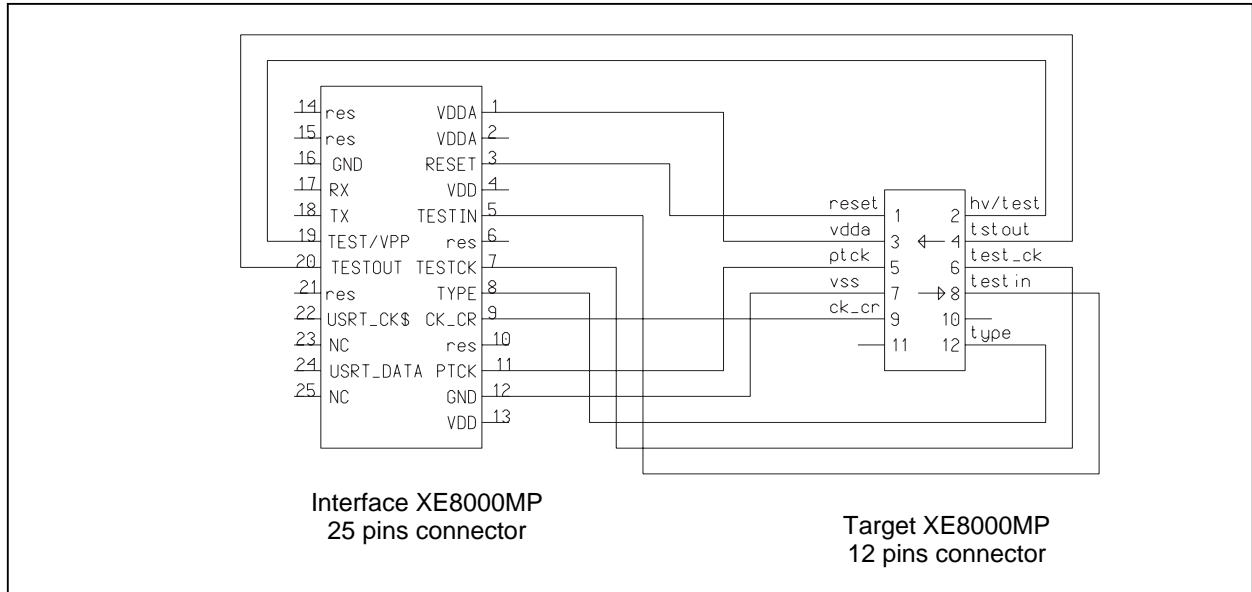 14 res VDDA 1
15 res VDDA 2
16 GND RESET 3
17 RX VDD 4
18 TX TESTIN 5
19 TEST/VPP res 6
20 TESTOUT TESTCK 7
21 res TYPE 8
22 USRT_CK$ CK_CR 9
23 NC res 10
24 USRT_DATA PTCK 11
25 NC GND 12
VDD 13
reset 1 2 hv/test
vdda 3 4 tstout
ptck 5 6 test_ck
vss 7 8 testin
ck_cr 9 10
11 12 type
Interface XE8000MP
25 pins connector
Target XE8000MP
12 pins connector